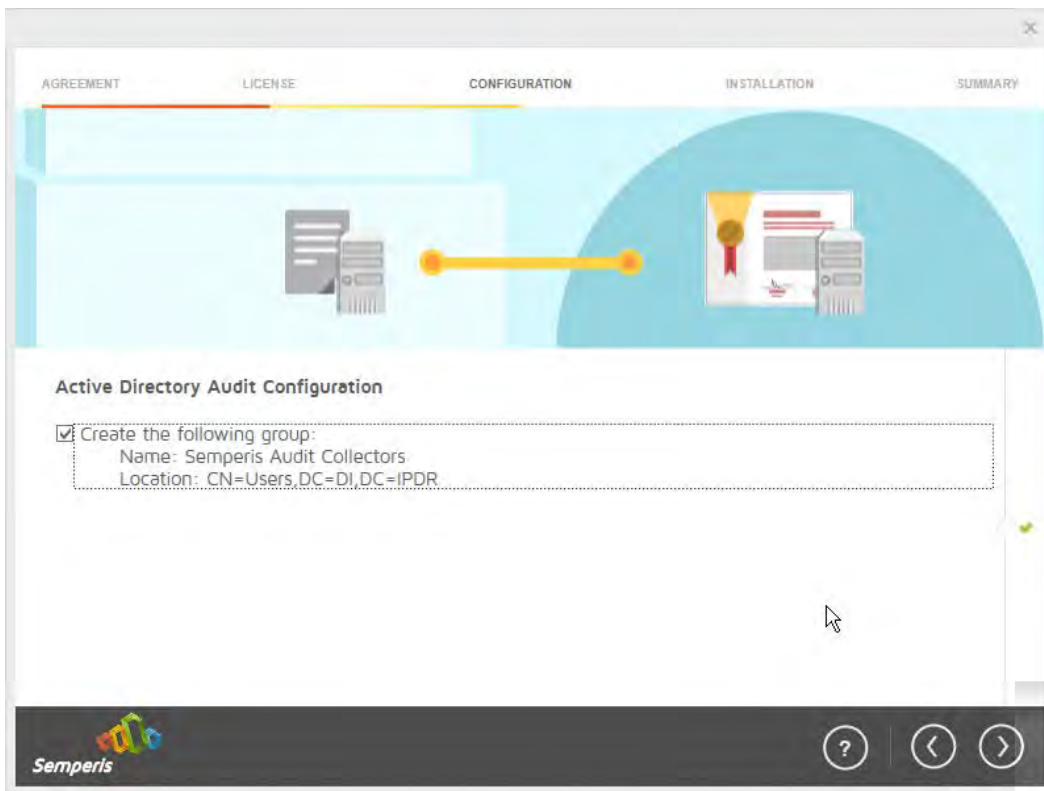 AGREEMENT LICENSE CONFIGURATION INSTALLATION SUMMARY
Active Directory Audit Configuration
Create the following group:
Name: Semperis Audit Collectors
Location: CN=Users,DC=DI,DC=IPDR
?
Semperis